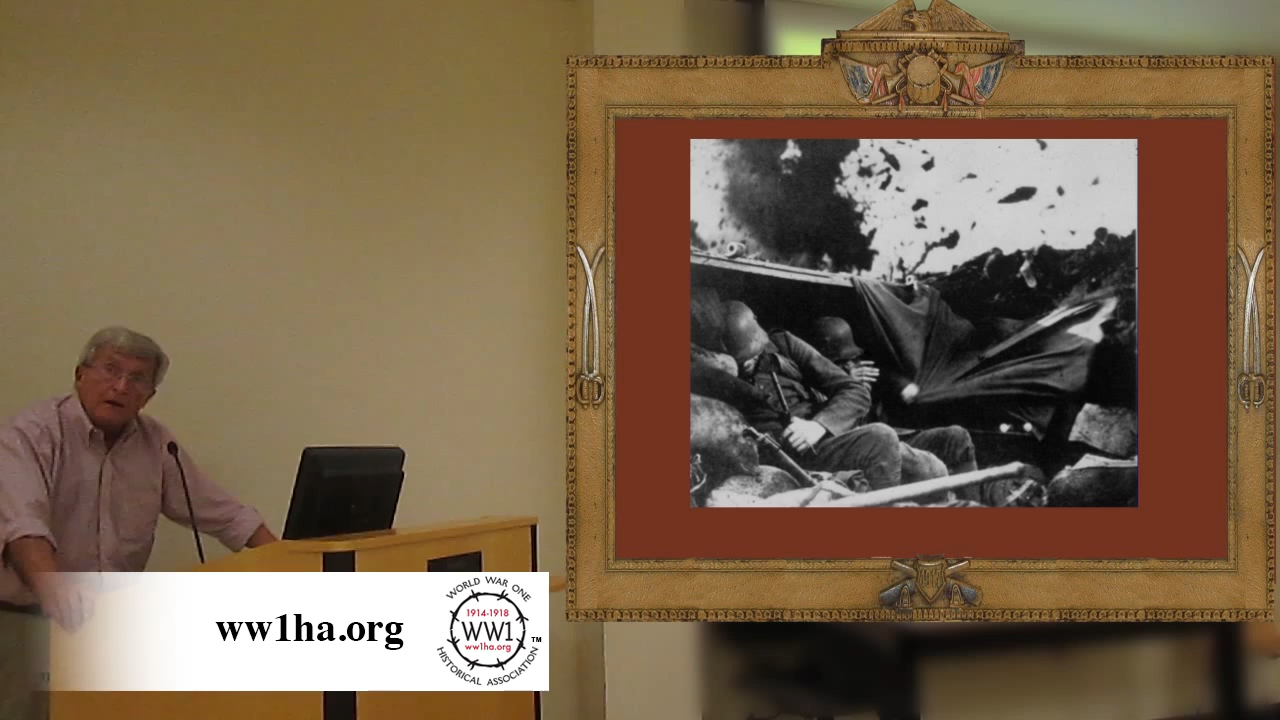 ww1ha.org
WORLD WAR ONE
1914-1918
WW1
ww1ha.org
HISTORICAL ASSOCIATION
TM